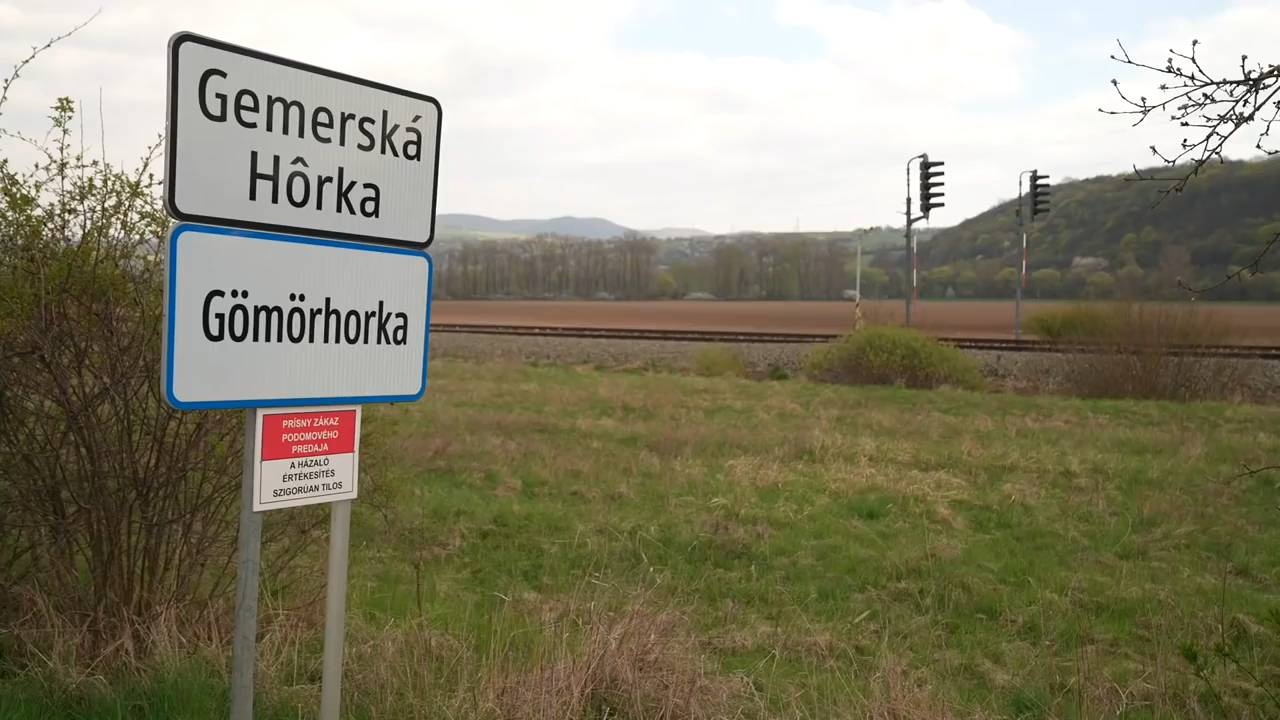 Gemerská
Hôrka
Gömörhorka
PRÍSNY ZÁKAZ
PODOMOVÉHO
PREDAJA
A HÁZALÓ
ÉRTÉKESÍTÉS
SZIGORÚAN TILOS